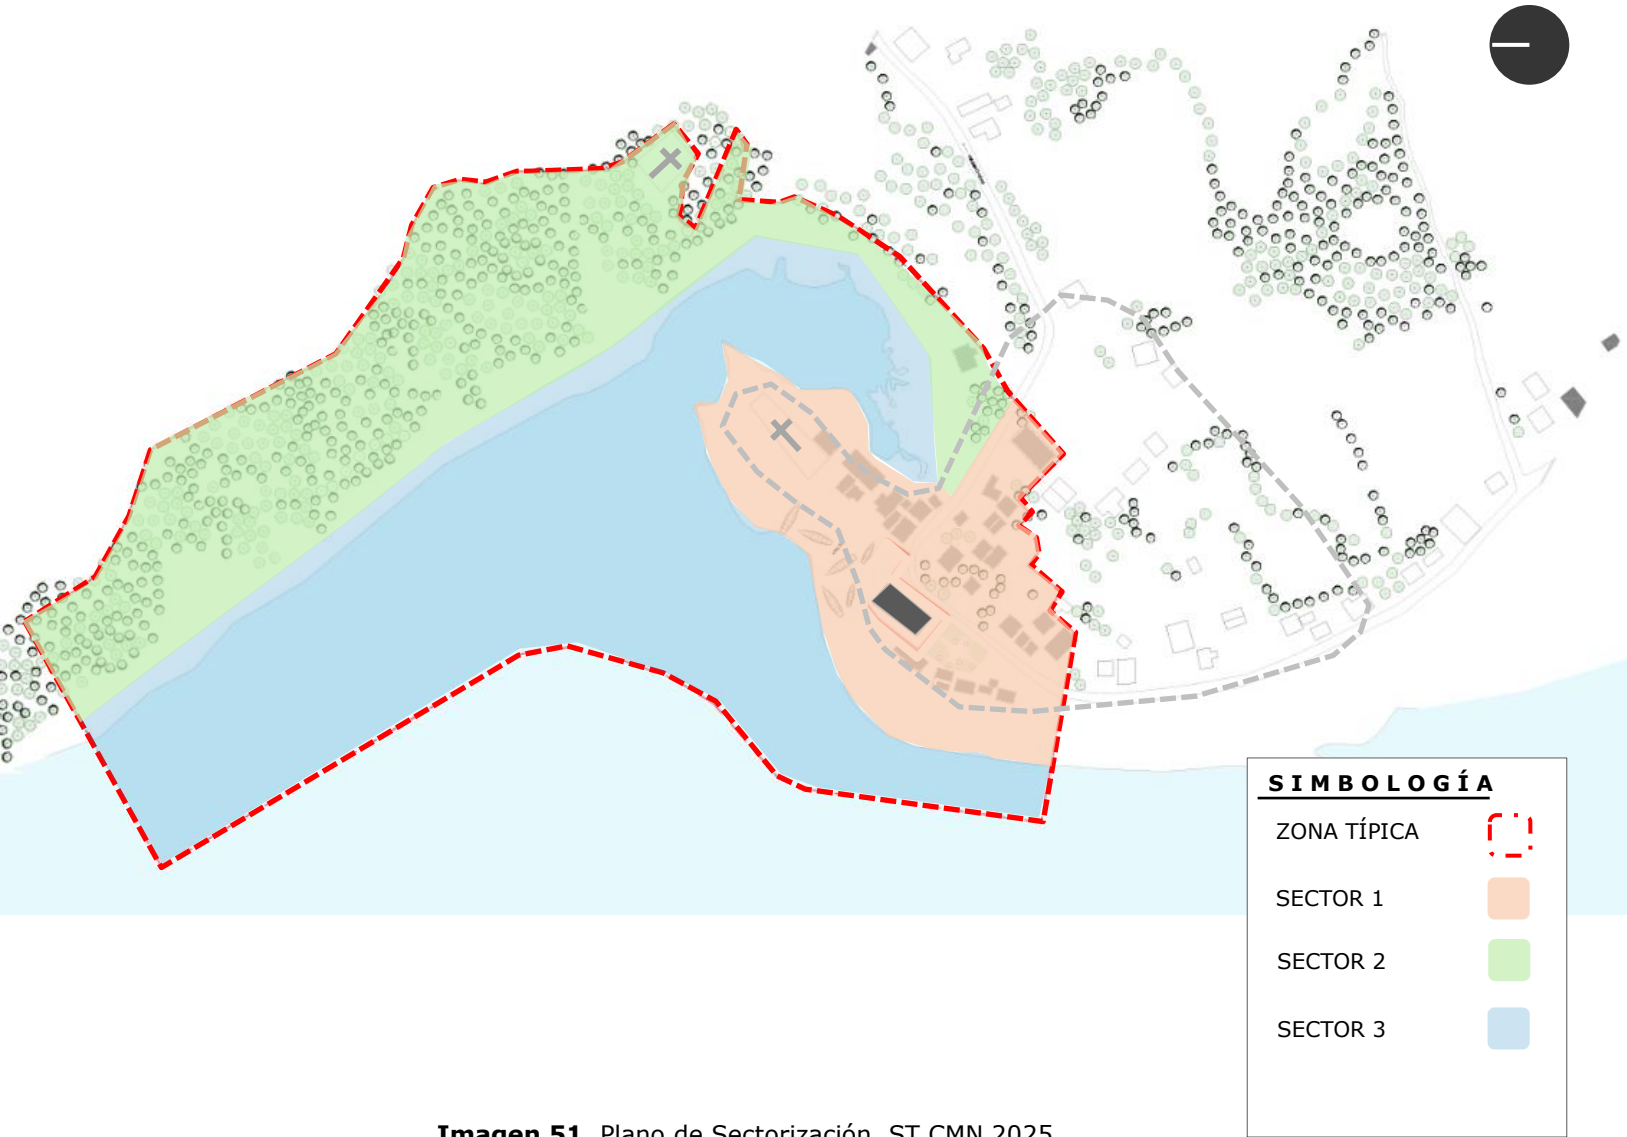 SIMBOLOGÍA
ZONA TÍPICA
SECTOR 1
SECTOR 2
SECTOR 3
Imagen 51. Plano de Sectorización. ST CMN 2025